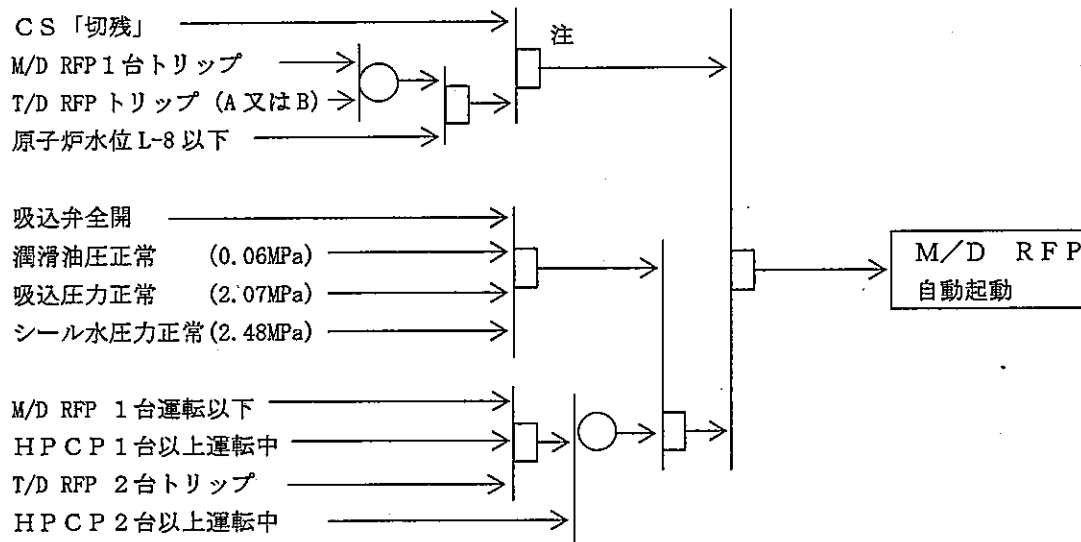 ＣＳ「切残」
注
M/D RFP１台トリップ
T/D RFP トリップ（A 又は B）
原子炉水位 L-8 以下
吸込弁全開
潤滑油圧正常 (0.06MPa)
吸込圧力正常 (2.07MPa)
シール水圧力正常(2.48MPa)
Ｍ／Ｄ ＲＦＰ
自動起動
M/D RFP １台運転以下
ＨＰＣＰ１台以上運転中
T/D RFP ２台トリップ
ＨＰＣＰ２台以上運転中